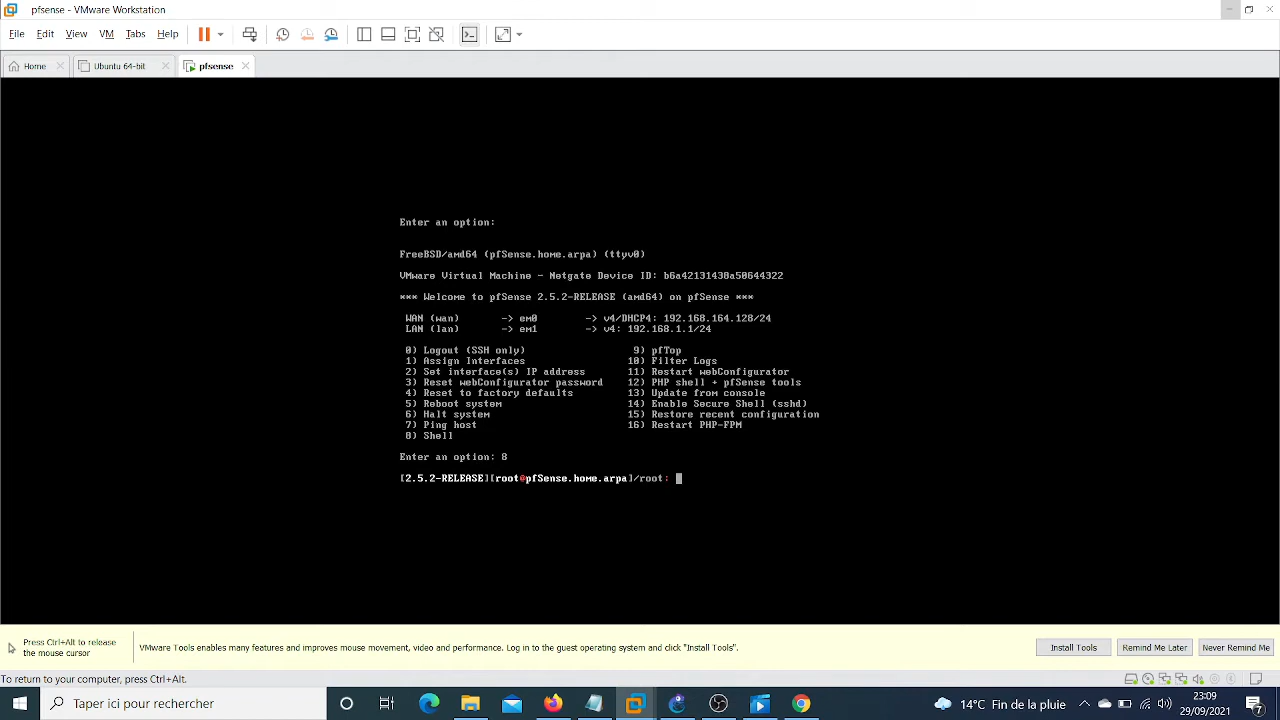 pfsense - VMware Workstation
File Edit View VM Tabs Help
Home Ubuntu 64-bit pfsense
Enter an option:
FreeBSD/amd64 (pfSense.home.arpa) (ttyv0)
VMware Virtual Machine - Netgate Device ID: b6a42131438a50644322
*** Welcome to pfSense 2.5.2-RELEASE (amd64) on pfSense ***
WAN (wan) -> em0 -> v4/DHCP4: 192.168.164.128/24
LAN (lan) -> em1 -> v4: 192.168.1.1/24
0) Logout (SSH only) 9) pfTop
1) Assign Interfaces 10) Filter Logs
2) Set interface(s) IP address 11) Restart webConfigurator
3) Reset webConfigurator password 12) PHP shell + pfSense tools
4) Reset to factory defaults 13) Update from console
5) Reboot system 14) Enable Secure Shell (sshd)
6) Halt system 15) Restore recent configuration
7) Ping host 16) Restart PHP-FPM
8) Shell
Enter an option: 8
[2.5.2-RELEASE][root@pfSense.home.arpa]/root:
Press Ctrl+Alt to release
the mouse cursor
VMware Tools enables many features and improves mouse movement, video and performance. Log in to the guest operating system and click "Install Tools".
Install Tools Remind Me Later Never Remind Me
To return to your computer, press Ctrl+Alt.
Taper ici pour rechercher
14°C Fin de la pluie
23:09
29/09/2021